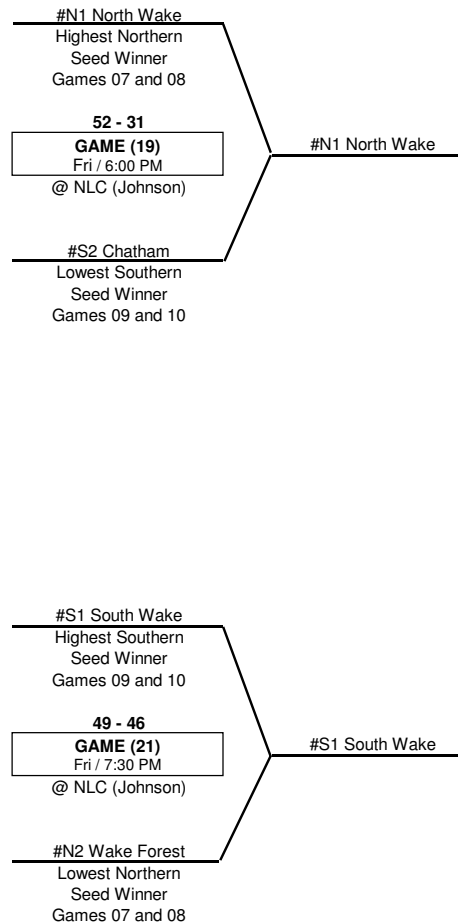 #N1 North Wake
Highest Northern
Seed Winner
Games 07 and 08
52 - 31
GAME (19)
Fri / 6:00 PM
@ NLC (Johnson)
#N1 North Wake
#S2 Chatham
Lowest Southern
Seed Winner
Games 09 and 10
#S1 South Wake
Highest Southern
Seed Winner
Games 09 and 10
49 - 46
GAME (21)
Fri / 7:30 PM
@ NLC (Johnson)
#S1 South Wake
#N2 Wake Forest
Lowest Northern
Seed Winner
Games 07 and 08